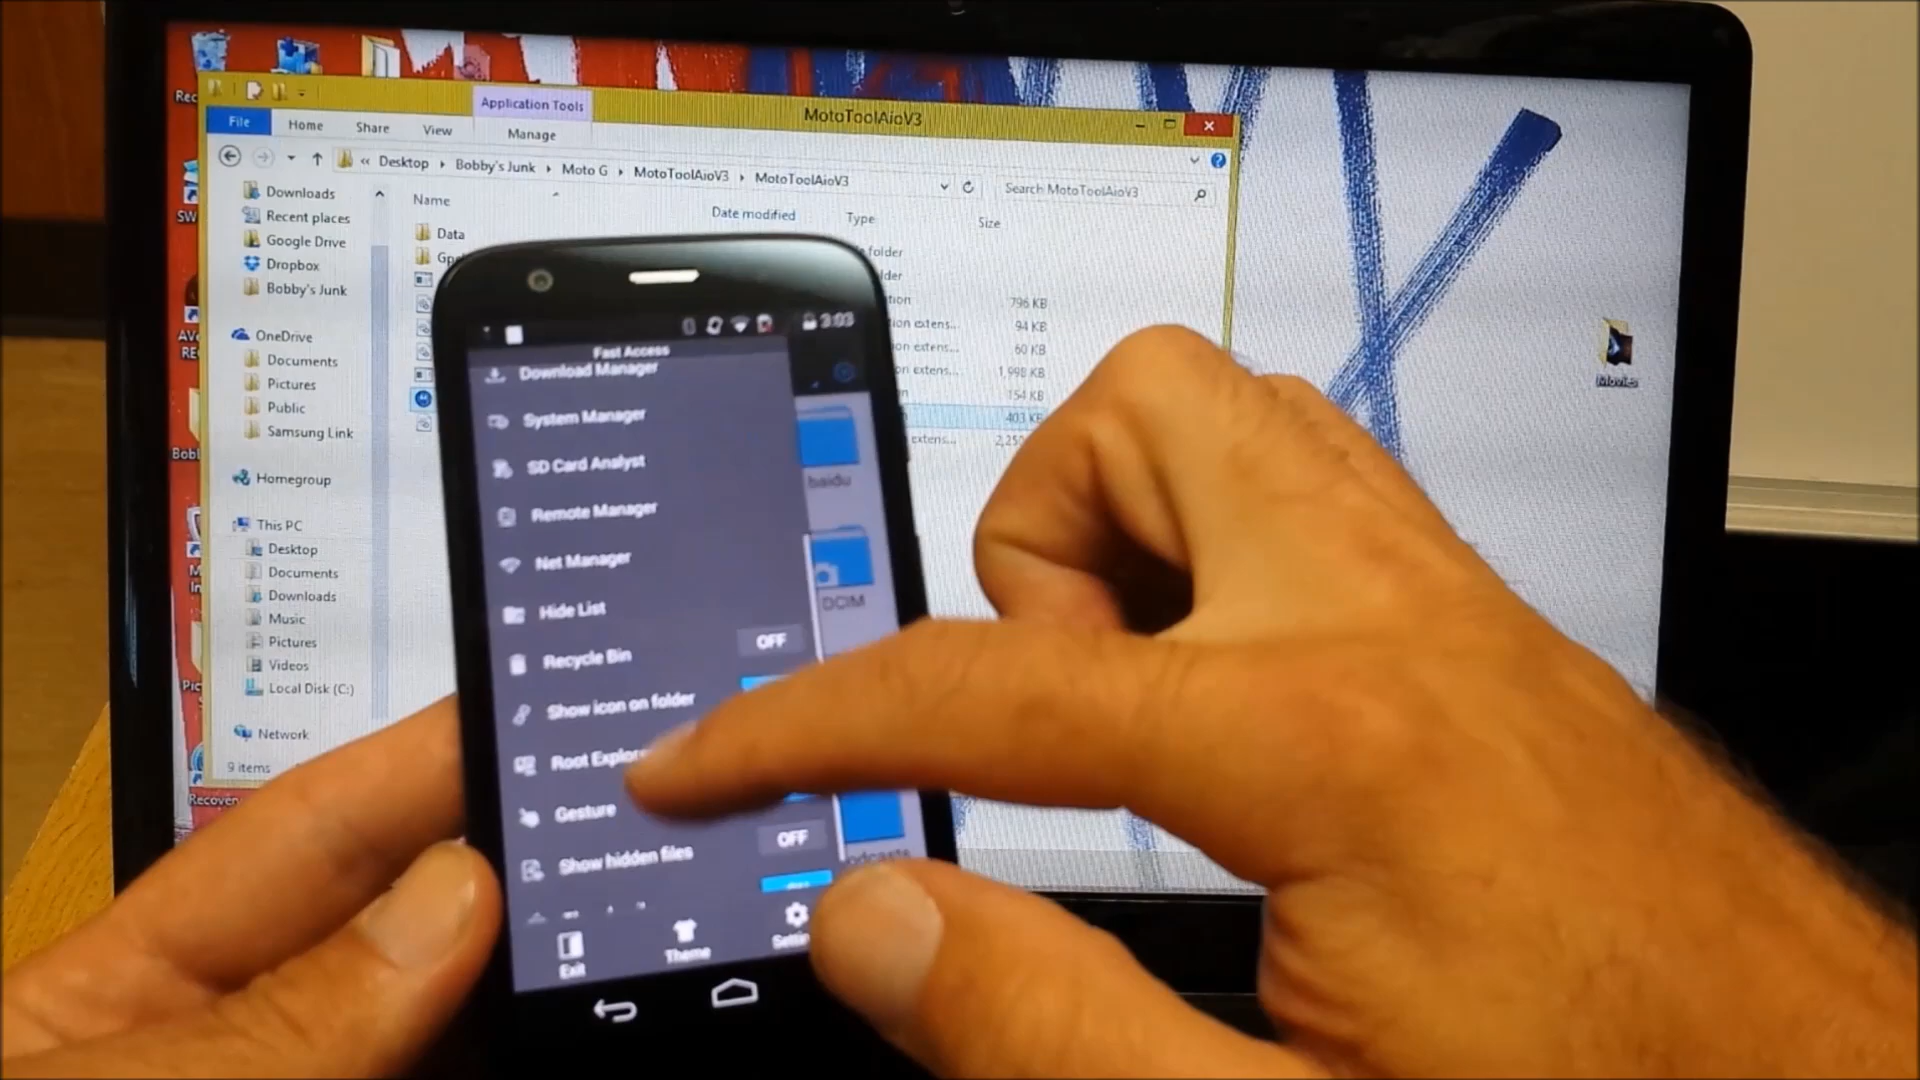 Application Tools
MotoToolAioV3
File Home Share View Manage
« Desktop Bobby's Junk Moto G MotoToolAioV3 MotoToolAioV3
Search MotoToolAioV3
Name Date modified Type Size
Downloads
Recent places
Google Drive
Dropbox
Bobby's Junk
OneDrive
Documents
Pictures
Public
Samsung Link
Homegroup
This PC
Desktop
Documents
Downloads
Music
Pictures
Videos
Local Disk (C:)
Network
9 items
Data
796 KB
94 KB
60 KB
1,998 KB
154 KB
403 KB
Movies
3:03
Fast Access
Download Manager
System Manager
SD Card Analyst
Remote Manager
Net Manager
Hide List
Recycle Bin OFF
Show icon on folder
Root
Gesture
Show hidden files OFF
Exit Theme
baidu
DCIM